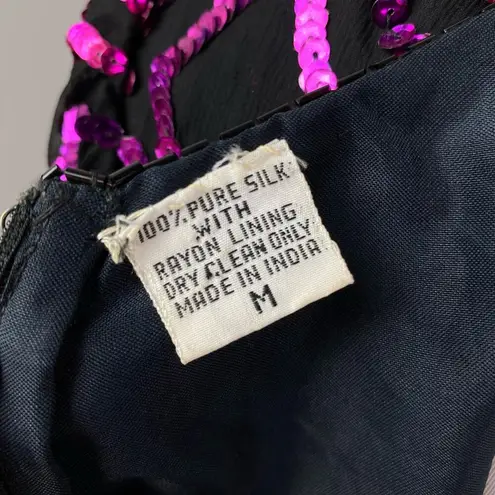 100% PURE SILK
WITH
RAYON LINING
DRY CLEAN ONLY
MADE IN INDIA
M